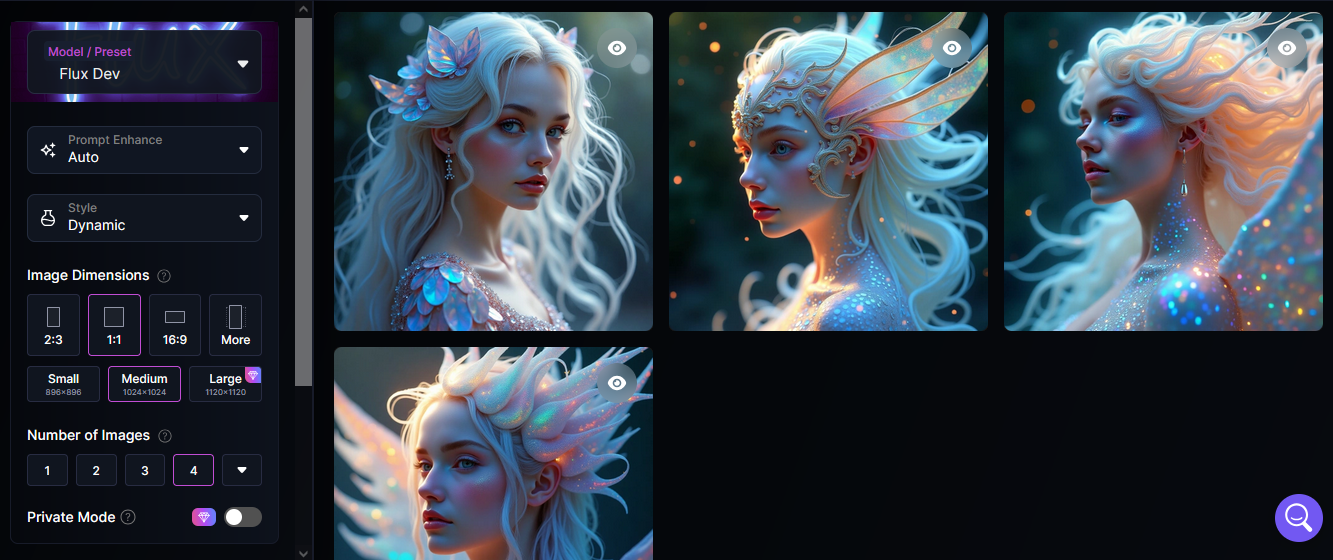 Model / Preset
Flux Dev
Prompt Enhance
Auto
Style
Dynamic
Image Dimensions ?
2:3 1:1 16:9 More
Small Medium Large
896×896 1024×1024 1120×1120
Number of Images ?
1 2 3 4
Private Mode ?